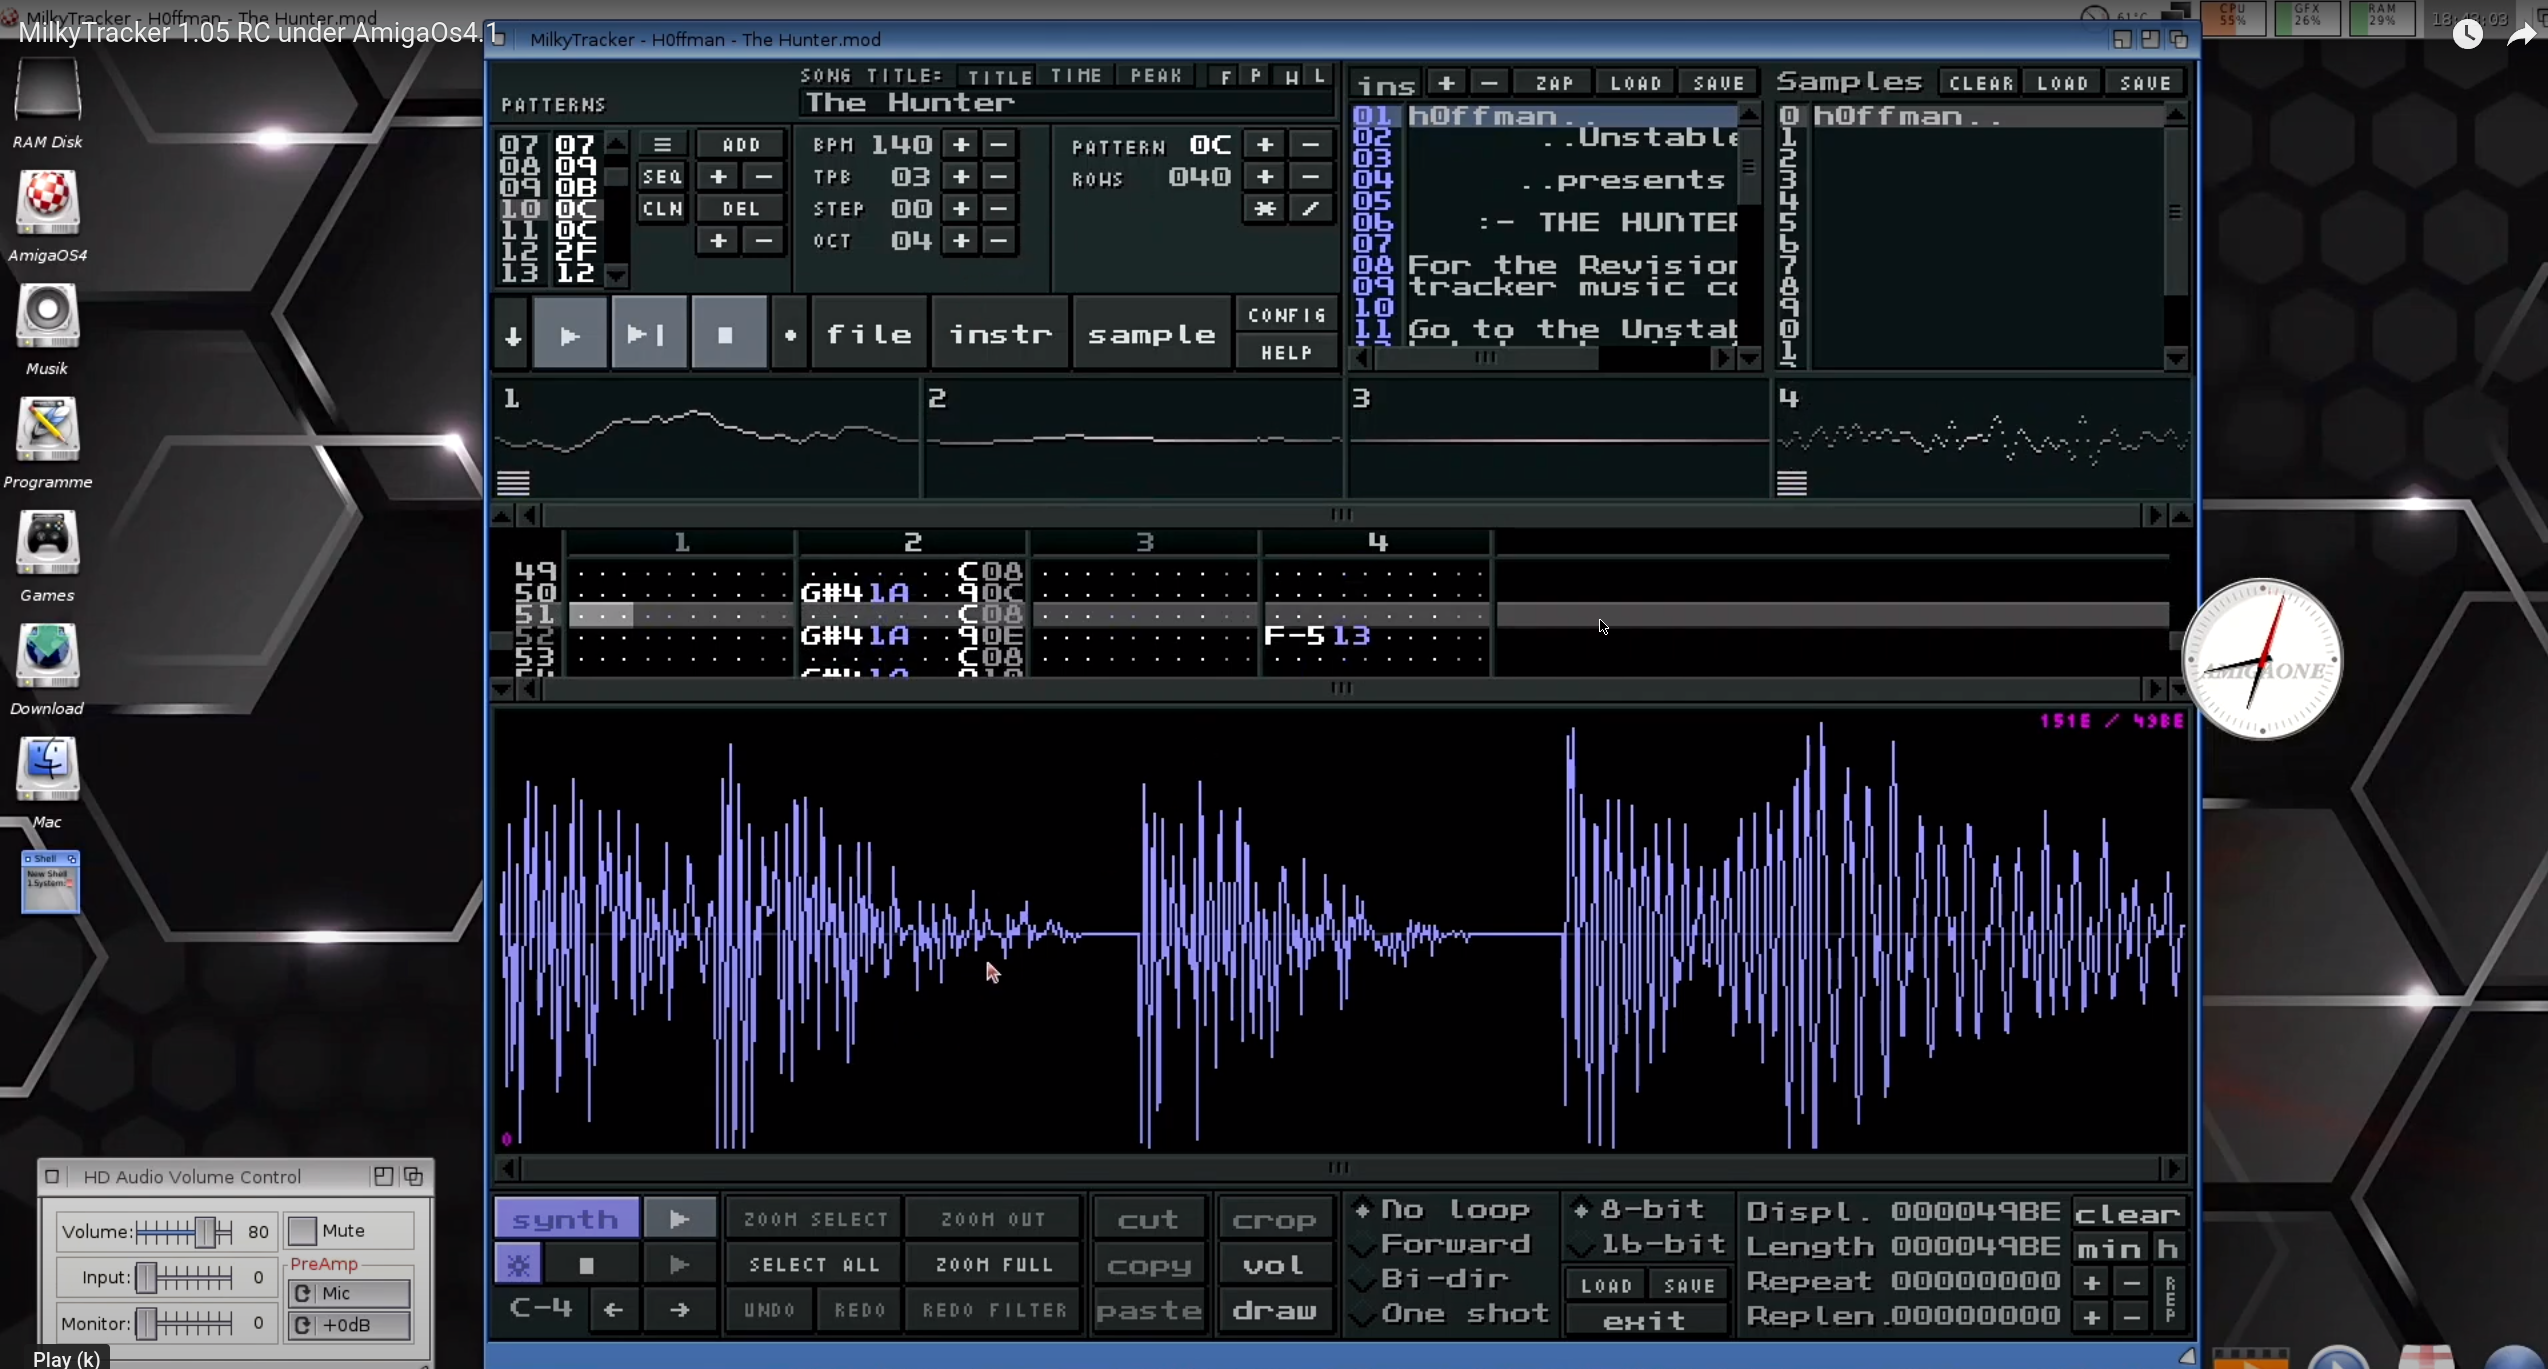 MilkyTracker - H0ffman - The Hunter.mod
MilkyTracker 1.05 RC under AmigaOs4.1
61°C
CPU 55%
GFX 26%
RAM 29%
MilkyTracker - H0ffman - The Hunter.mod
RAM Disk
AmigaOS4
Musik
Programme
Games
Download
Mac
Shell
New Shell
SONG TITLE: TITLE TIME PEAK F P W L
PATTERNS
The Hunter
07 07
08 09
09 0B
10 0C
11 0C
12 2F
13 12
ADD
SEQ + -
CLN DEL
+ -
BPM 140 + -
TPB 03 + -
STEP 00 + -
OCT 04 + -
PATTERN 0C + -
ROWS 040 + -
* /
file instr sample
CONFIG
HELP
ins + - ZAP LOAD SAVE
01 h0ffman..
02 ..Unstable
03
04 ..presents
05
06 :- THE HUNTER
07
08 For the Revision
09 tracker music co
10
11 Go to the Unstab
Samples CLEAR LOAD SAVE
0 h0ffman..
1
2
3
4
5
6
7
8
9
0
1
1 2 3 4
1 2 3 4
49 C08
50 G#4 1A 90C
51 C08
52 G#4 1A 90E F-5 13
53 C08
AMIGAONE
0
HD Audio Volume Control
Volume: 80 Mute
Input: 0
PreAmp
Mic
Monitor: 0
+0dB
Play (k)
synth ZOOM SELECT ZOOM OUT cut crop
SELECT ALL ZOOM FULL copy vol
C-4 UNDO REDO REDO FILTER paste draw
No loop
Forward
Bi-dir
One shot
8-bit
16-bit
LOAD SAVE
exit
Displ. 000049BE clear
Length 000049BE min h
Repeat 00000000 + -
Replen.00000000 + -
REP